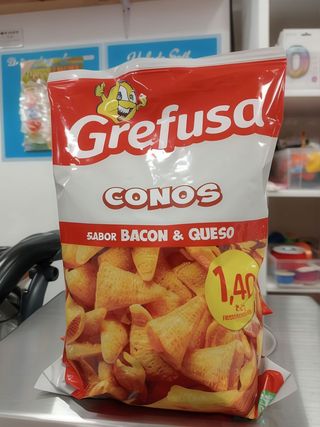 Grefusa
CONOS
SABOR BACON & QUESO
1,40